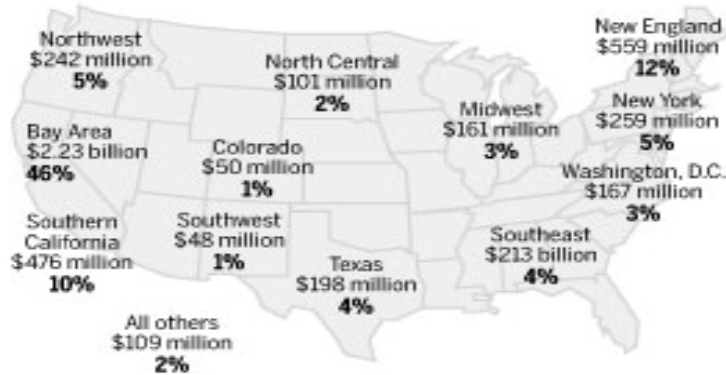 Northwest
$242 million
5%
North Central
$101 million
2%
New England
$559 million
12%
Midwest
$161 million
3%
New York
$259 million
5%
Bay Area
$2.23 billion
46%
Colorado
$50 million
1%
Washington, D.C.
$167 million
3%
Southern
California
$476 million
10%
Southwest
$48 million
1%
Texas
$198 million
4%
Southeast
$213 billion
4%
All others
$109 million
2%